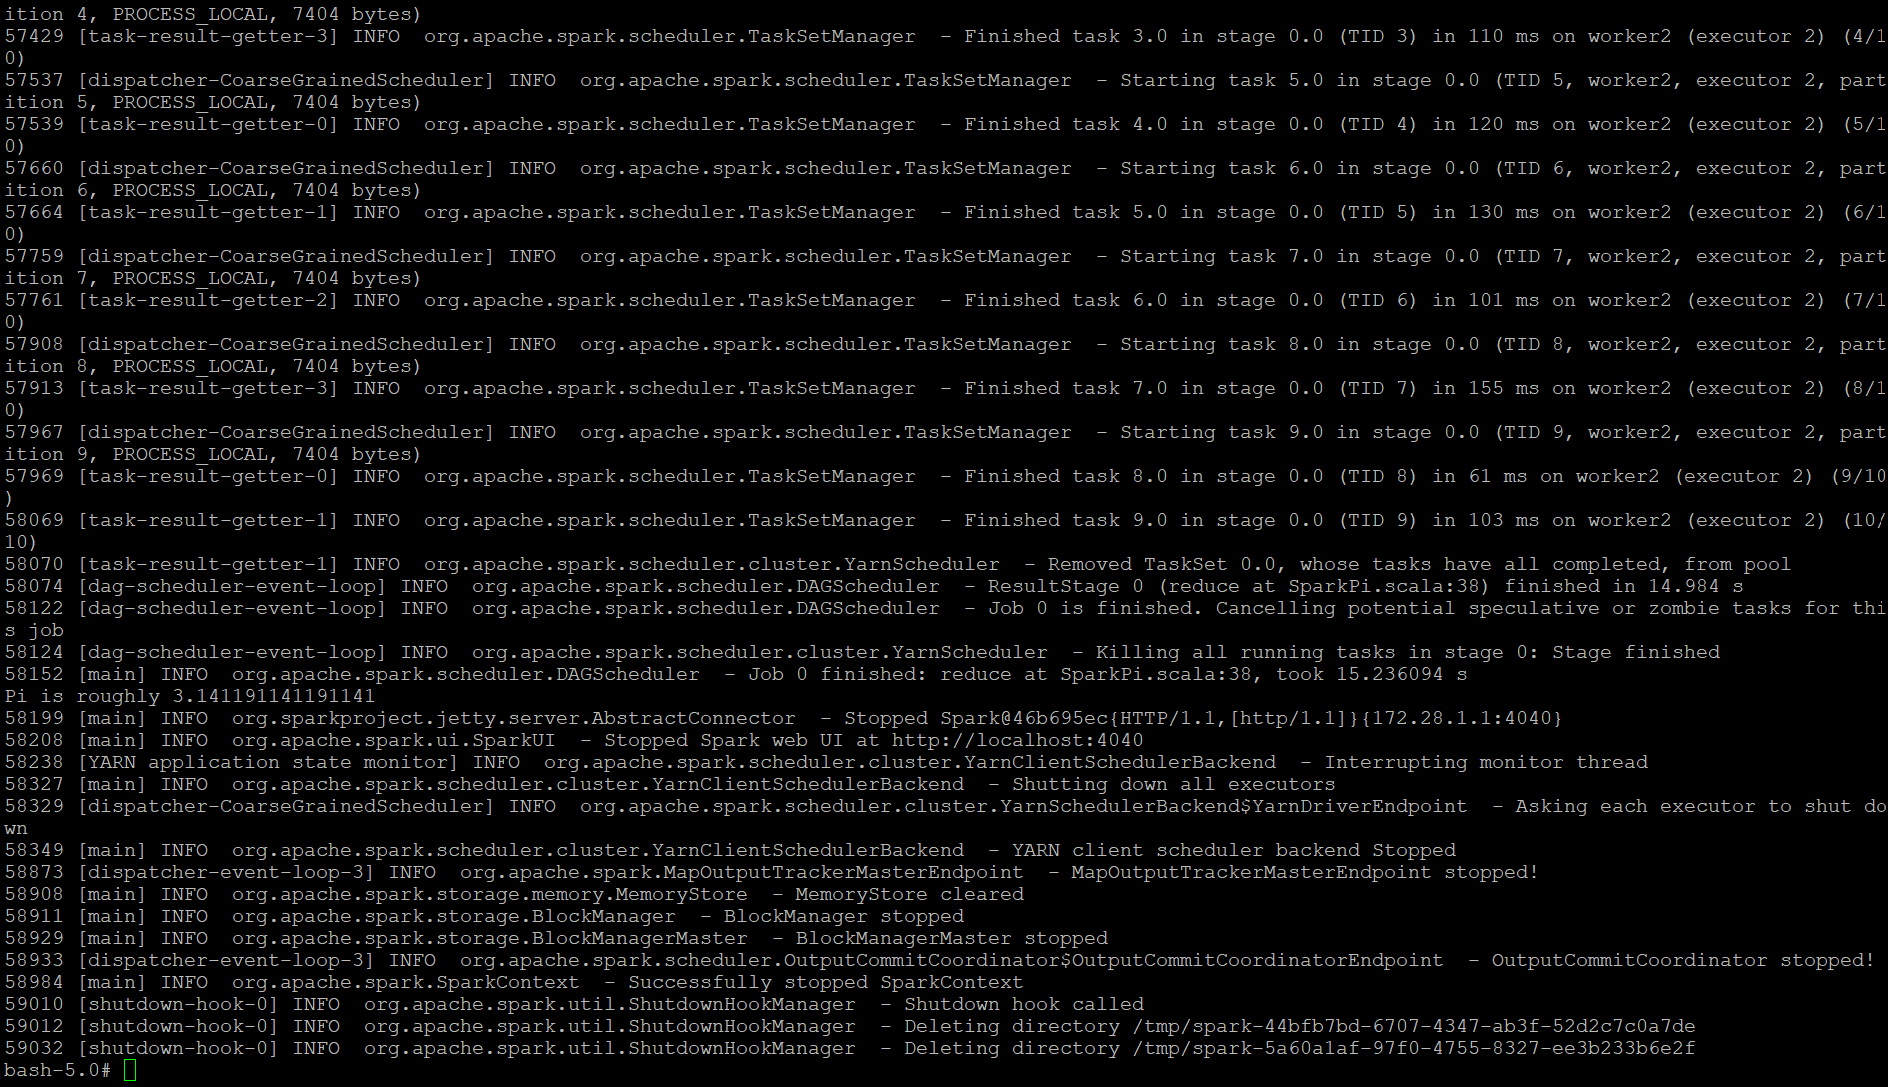 ition 4, PROCESS_LOCAL, 7404 bytes)
57429 [task-result-getter-3] INFO  org.apache.spark.scheduler.TaskSetManager  - Finished task 3.0 in stage 0.0 (TID 3) in 110 ms on worker2 (executor 2) (4/1
0)
57537 [dispatcher-CoarseGrainedScheduler] INFO  org.apache.spark.scheduler.TaskSetManager  - Starting task 5.0 in stage 0.0 (TID 5, worker2, executor 2, part
ition 5, PROCESS_LOCAL, 7404 bytes)
57539 [task-result-getter-0] INFO  org.apache.spark.scheduler.TaskSetManager  - Finished task 4.0 in stage 0.0 (TID 4) in 120 ms on worker2 (executor 2) (5/1
0)
57660 [dispatcher-CoarseGrainedScheduler] INFO  org.apache.spark.scheduler.TaskSetManager  - Starting task 6.0 in stage 0.0 (TID 6, worker2, executor 2, part
ition 6, PROCESS_LOCAL, 7404 bytes)
57664 [task-result-getter-1] INFO  org.apache.spark.scheduler.TaskSetManager  - Finished task 5.0 in stage 0.0 (TID 5) in 130 ms on worker2 (executor 2) (6/1
0)
57759 [dispatcher-CoarseGrainedScheduler] INFO  org.apache.spark.scheduler.TaskSetManager  - Starting task 7.0 in stage 0.0 (TID 7, worker2, executor 2, part
ition 7, PROCESS_LOCAL, 7404 bytes)
57761 [task-result-getter-2] INFO  org.apache.spark.scheduler.TaskSetManager  - Finished task 6.0 in stage 0.0 (TID 6) in 101 ms on worker2 (executor 2) (7/1
0)
57908 [dispatcher-CoarseGrainedScheduler] INFO  org.apache.spark.scheduler.TaskSetManager  - Starting task 8.0 in stage 0.0 (TID 8, worker2, executor 2, part
ition 8, PROCESS_LOCAL, 7404 bytes)
57913 [task-result-getter-3] INFO  org.apache.spark.scheduler.TaskSetManager  - Finished task 7.0 in stage 0.0 (TID 7) in 155 ms on worker2 (executor 2) (8/1
0)
57967 [dispatcher-CoarseGrainedScheduler] INFO  org.apache.spark.scheduler.TaskSetManager  - Starting task 9.0 in stage 0.0 (TID 9, worker2, executor 2, part
ition 9, PROCESS_LOCAL, 7404 bytes)
57969 [task-result-getter-0] INFO  org.apache.spark.scheduler.TaskSetManager  - Finished task 8.0 in stage 0.0 (TID 8) in 61 ms on worker2 (executor 2) (9/10
)
58069 [task-result-getter-1] INFO  org.apache.spark.scheduler.TaskSetManager  - Finished task 9.0 in stage 0.0 (TID 9) in 103 ms on worker2 (executor 2) (10/
10)
58070 [task-result-getter-1] INFO  org.apache.spark.scheduler.cluster.YarnScheduler  - Removed TaskSet 0.0, whose tasks have all completed, from pool
58074 [dag-scheduler-event-loop] INFO  org.apache.spark.scheduler.DAGScheduler  - ResultStage 0 (reduce at SparkPi.scala:38) finished in 14.984 s
58122 [dag-scheduler-event-loop] INFO  org.apache.spark.scheduler.DAGScheduler  - Job 0 is finished. Cancelling potential speculative or zombie tasks for thi
s job
58124 [dag-scheduler-event-loop] INFO  org.apache.spark.scheduler.cluster.YarnScheduler  - Killing all running tasks in stage 0: Stage finished
58152 [main] INFO  org.apache.spark.scheduler.DAGScheduler  - Job 0 finished: reduce at SparkPi.scala:38, took 15.236094 s
Pi is roughly 3.141191141191141
58199 [main] INFO  org.sparkproject.jetty.server.AbstractConnector  - Stopped Spark@46b695ec{HTTP/1.1,[http/1.1]}{172.28.1.1:4040}
58208 [main] INFO  org.apache.spark.ui.SparkUI  - Stopped Spark web UI at http://localhost:4040
58238 [YARN application state monitor] INFO  org.apache.spark.scheduler.cluster.YarnClientSchedulerBackend  - Interrupting monitor thread
58327 [main] INFO  org.apache.spark.scheduler.cluster.YarnClientSchedulerBackend  - Shutting down all executors
58329 [dispatcher-CoarseGrainedScheduler] INFO  org.apache.spark.scheduler.cluster.YarnSchedulerBackend$YarnDriverEndpoint  - Asking each executor to shut do
wn
58349 [main] INFO  org.apache.spark.scheduler.cluster.YarnClientSchedulerBackend  - YARN client scheduler backend Stopped
58873 [dispatcher-event-loop-3] INFO  org.apache.spark.MapOutputTrackerMasterEndpoint  - MapOutputTrackerMasterEndpoint stopped!
58908 [main] INFO  org.apache.spark.storage.memory.MemoryStore  - MemoryStore cleared
58911 [main] INFO  org.apache.spark.storage.BlockManager  - BlockManager stopped
58929 [main] INFO  org.apache.spark.storage.BlockManagerMaster  - BlockManagerMaster stopped
58933 [dispatcher-event-loop-3] INFO  org.apache.spark.scheduler.OutputCommitCoordinator$OutputCommitCoordinatorEndpoint  - OutputCommitCoordinator stopped!
58984 [main] INFO  org.apache.spark.SparkContext  - Successfully stopped SparkContext
59010 [shutdown-hook-0] INFO  org.apache.spark.util.ShutdownHookManager  - Shutdown hook called
59012 [shutdown-hook-0] INFO  org.apache.spark.util.ShutdownHookManager  - Deleting directory /tmp/spark-44bfb7bd-6707-4347-ab3f-52d2c7c0a7de
59032 [shutdown-hook-0] INFO  org.apache.spark.util.ShutdownHookManager  - Deleting directory /tmp/spark-5a60a1af-97f0-4755-8327-ee3b233b6e2f
bash-5.0#